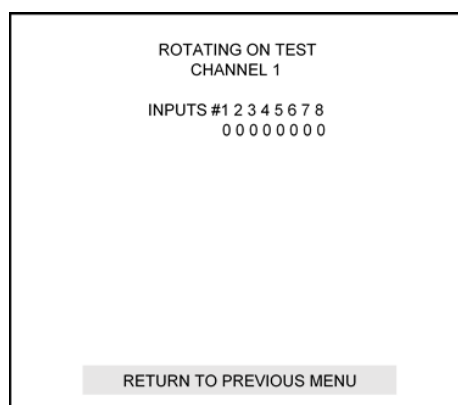 ROTATING ON TEST
CHANNEL 1
INPUTS #1 2 3 4 5 6 7 8
0 0 0 0 0 0 0 0
RETURN TO PREVIOUS MENU